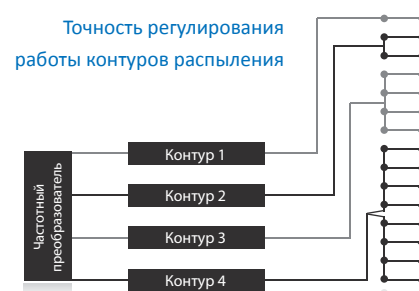 Точность регулирования
работы контуров распыления
Частотный
преобразователь
Контур 1
Контур 2
Контур 3
Контур 4